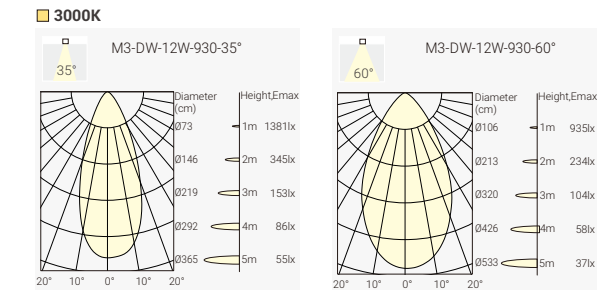 3000K
M3-DW-12W-930-35°
35°
Diameter
(cm)
Height,Emax
Ø73 1m 1381lx
Ø146 2m 345lx
Ø219 3m 153lx
Ø292 4m 86lx
Ø365 5m 55lx
20° 10° 0° 10° 20°
M3-DW-12W-930-60°
60°
Diameter
(cm)
Height,Emax
Ø106 1m 935lx
Ø213 2m 234lx
Ø320 3m 104lx
Ø426 4m 58lx
Ø533 5m 37lx
20° 10° 0° 10° 20°